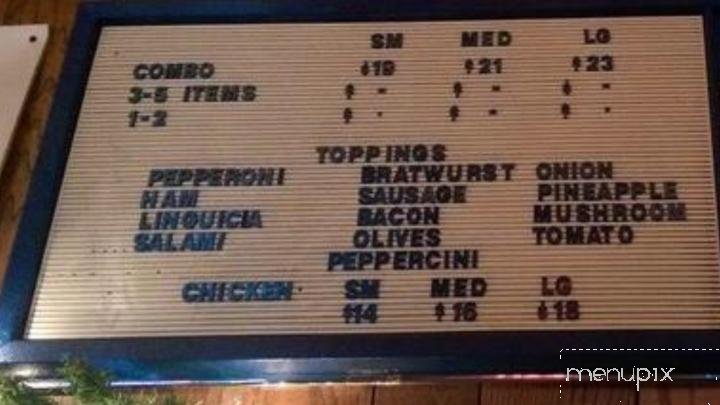 SM MED LG
COMBO $19 $21 $23
3-5 ITEMS $ - $ - $ -
1-2 $ - $ - $ -
TOPPINGS
PEPPERONI BRATWURST ONION
HAM SAUSAGE PINEAPPLE
LINGUICIA BACON MUSHROOM
SALAMI OLIVES TOMATO
PEPPERCINI
CHICKEN SM MED LG
$14 $16 $18
menupix